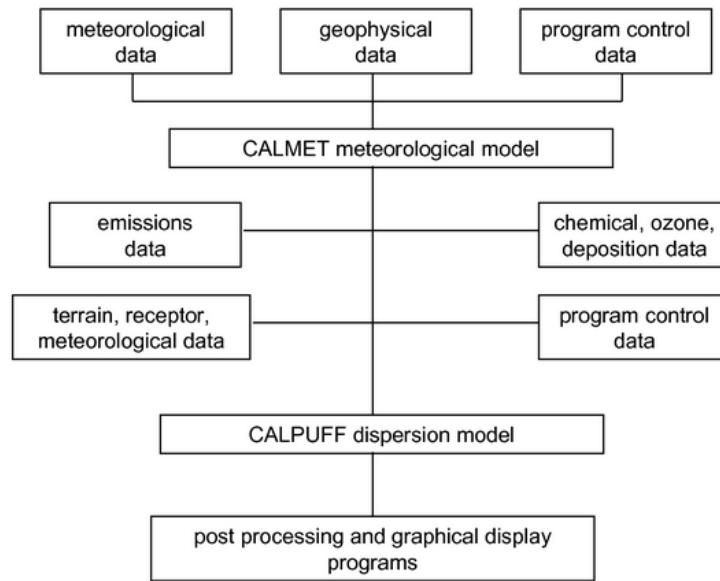 meteorological
data
geophysical
data
program control
data
CALMET meteorological model
emissions
data
chemical, ozone,
deposition data
terrain, receptor,
meteorological data
program control
data
CALPUFF dispersion model
post processing and graphical display
programs